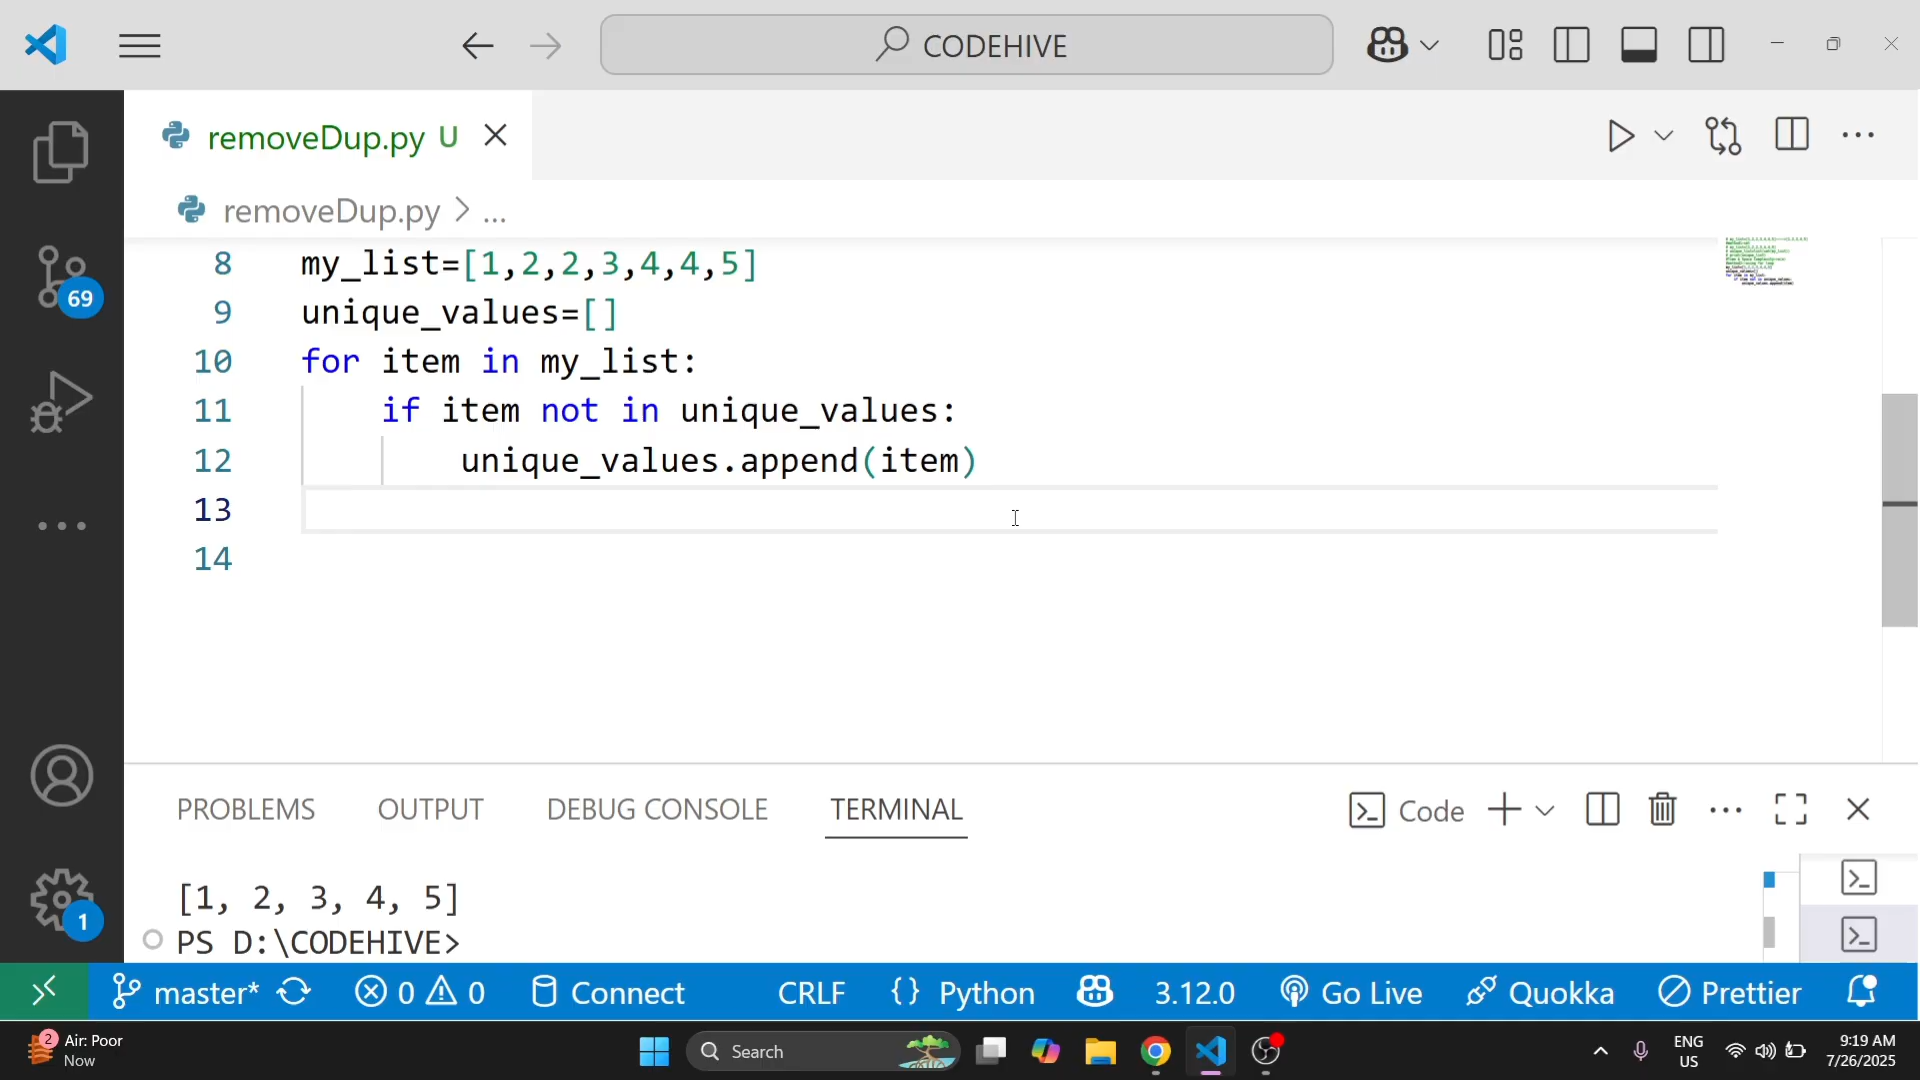 CODEHIVE
removeDup.py U
removeDup.py > ...
8 my_list=[1,2,2,3,4,4,5]
9 unique_values=[]
10 for item in my_list:
11 if item not in unique_values:
12 unique_values.append(item)
13
14
PROBLEMS OUTPUT DEBUG CONSOLE TERMINAL Code
[1, 2, 3, 4, 5]
PS D:\CODEHIVE>
69
1
master* 0 0 Connect CRLF {} Python 3.12.0 Go Live Quokka Prettier
2 Air: Poor
Now
Search
ENG
US
9:19 AM
7/26/2025